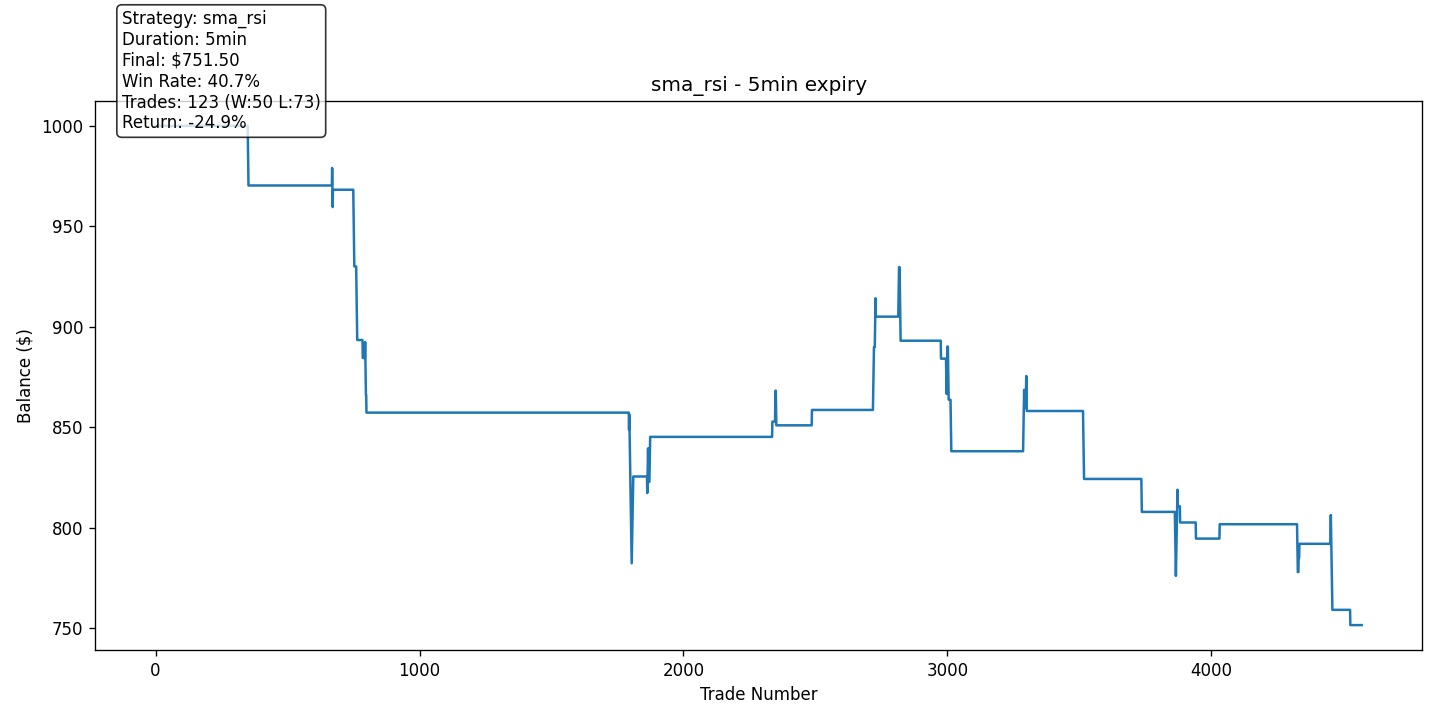 Strategy: sma_rsi
Duration: 5min
Final: $751.50
Win Rate: 40.7%
Trades: 123 (W:50 L:73)
Return: -24.9%
sma_rsi - 5min expiry
1000
950
900
850
800
750
Balance ($)
0 1000 2000 3000 4000
Trade Number